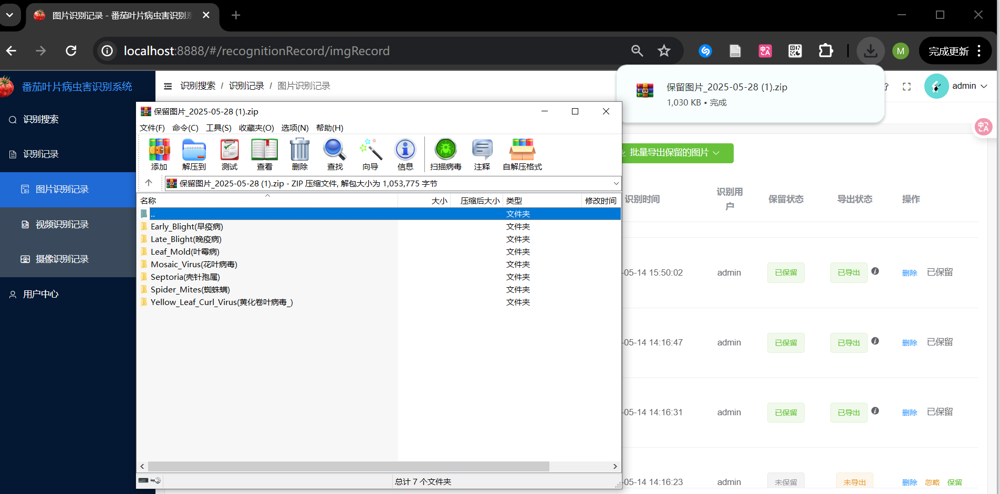 图片识别记录 - 番茄叶片病虫害识别系
localhost:8888/#/recognitionRecord/imgRecord
M
完成更新
番茄叶片病虫害识别系统
识别搜索 / 识别记录 / 图片识别记录
保留图片_2025-05-28 (1).zip
1,030 KB • 完成
admin
识别搜索
识别记录
图片识别记录
视频识别记录
摄像识别记录
用户中心
保留图片_2025-05-28 (1).zip
文件(F) 命令(C) 工具(S) 收藏夹(O) 选项(N) 帮助(H)
添加 解压到 测试 查看 删除 查找 向导 信息 扫描病毒 注释 自解压格式
保留图片_2025-05-28 (1).zip - ZIP 压缩文件, 解包大小为 1,053,775 字节
名称 大小 压缩后大小 类型 修改时间
.. 文件夹
Early_Blight(早疫病) 文件夹
Late_Blight(晚疫病) 文件夹
Leaf_Mold(叶霉病) 文件夹
Mosaic_Virus(花叶病毒) 文件夹
Septoria(壳针孢属) 文件夹
Spider_Mites(蜘蛛螨) 文件夹
Yellow_Leaf_Curl_Virus(黄化卷叶病毒_) 文件夹
总计 7 个文件夹
批量导出保留的图片
识别时间 识别用户 保留状态 导出状态 操作
-05-14 15:50:02 admin 已保留 已导出 删除 已保留
-05-14 14:16:47 admin 已保留 已导出 删除 已保留
-05-14 14:16:31 admin 已保留 已导出 删除 已保留
-05-14 14:16:23 admin 未保留 未导出 删除 忽略 保留